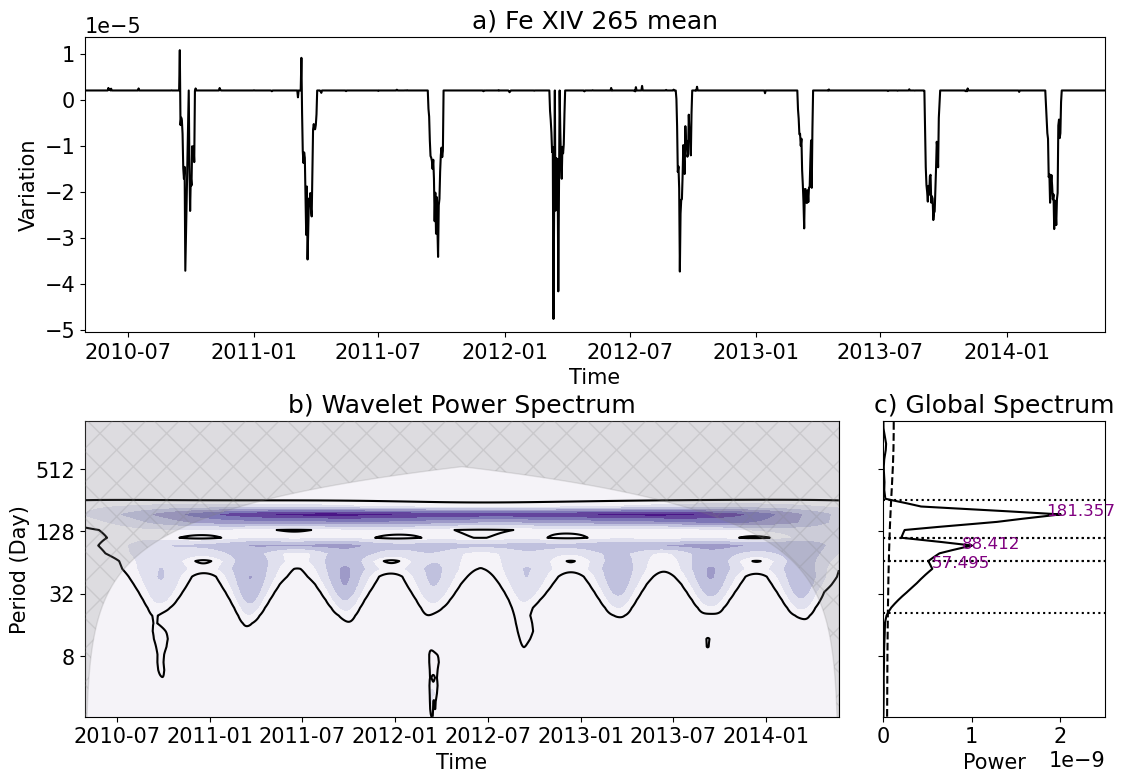 a) Fe XIV 265 mean
1e−5
1
0
−1
−2
−3
−4
−5
Variation
2010-07 2011-01 2011-07 2012-01 2012-07 2013-01 2013-07 2014-01
Time
b) Wavelet Power Spectrum
512
128
32
8
Period (Day)
2010-07 2011-01 2011-07 2012-01 2012-07 2013-01 2013-07 2014-01
Time
c) Global Spectrum
181.357
88.412
57.495
0 1 2
Power 1e−9